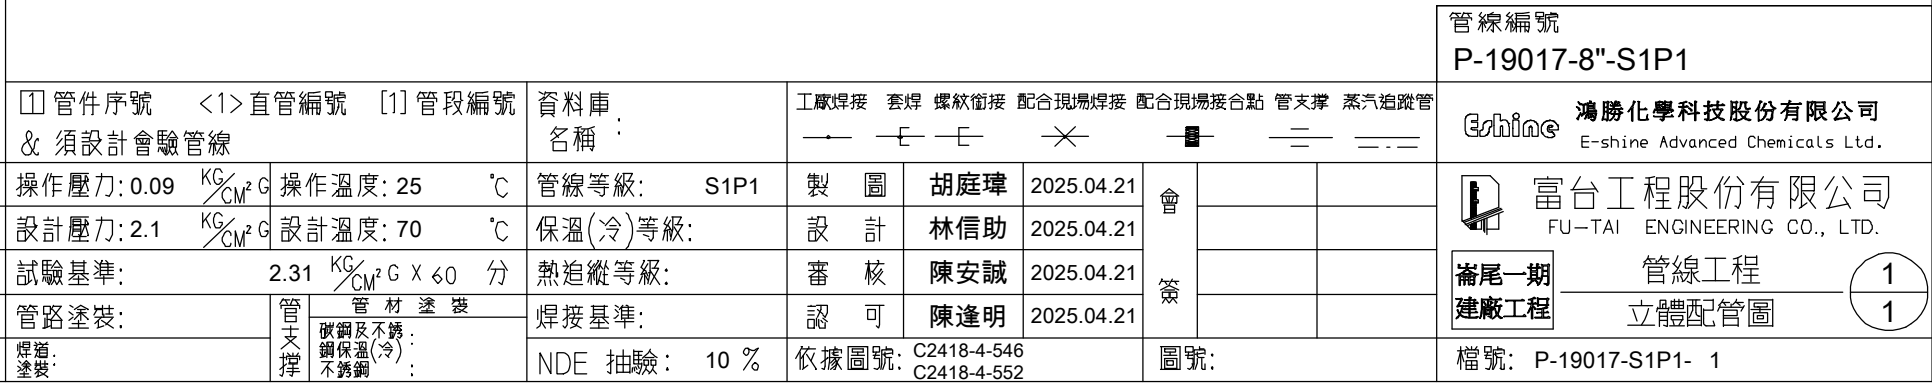 管線編號
P-19017-8"-S1P1
1 管件序號 <1>直管編號 [1]管段編號
& 須設計會驗管線
資料庫名稱 :
工廠焊接 套焊 螺紋銜接 配合現場焊接 配合現場接合點 管支撐 蒸汽追蹤管
Eshine 鴻勝化學科技股份有限公司
E-shine Advanced Chemicals Ltd.
操作壓力: 0.09 KG/CM² G 操作溫度: 25 °C 管線等級: S1P1 製圖 胡庭瑋 2025.04.21
設計壓力: 2.1 KG/CM² G 設計溫度: 70 °C 保溫(冷)等級: 設計 林信助 2025.04.21
試驗基準: 2.31 KG/CM² G X 60 分 熱追縱等級: 審核 陳安誠 2025.04.21
管路塗裝: 管支撐 管材塗裝 焊接基準: 認可 陳逢明 2025.04.21
會簽
富台工程股份有限公司
FU-TAI ENGINEERING CO., LTD.
崙尾一期
建廠工程
管線工程
立體配管圖
1
1
碳鋼及不銹鋼保溫(冷) :
不銹鋼 :
焊道塗裝:
NDE 抽驗: 10 %
依據圖號: C2418-4-546
C2418-4-552
圖號:
檔號: P-19017-S1P1- 1